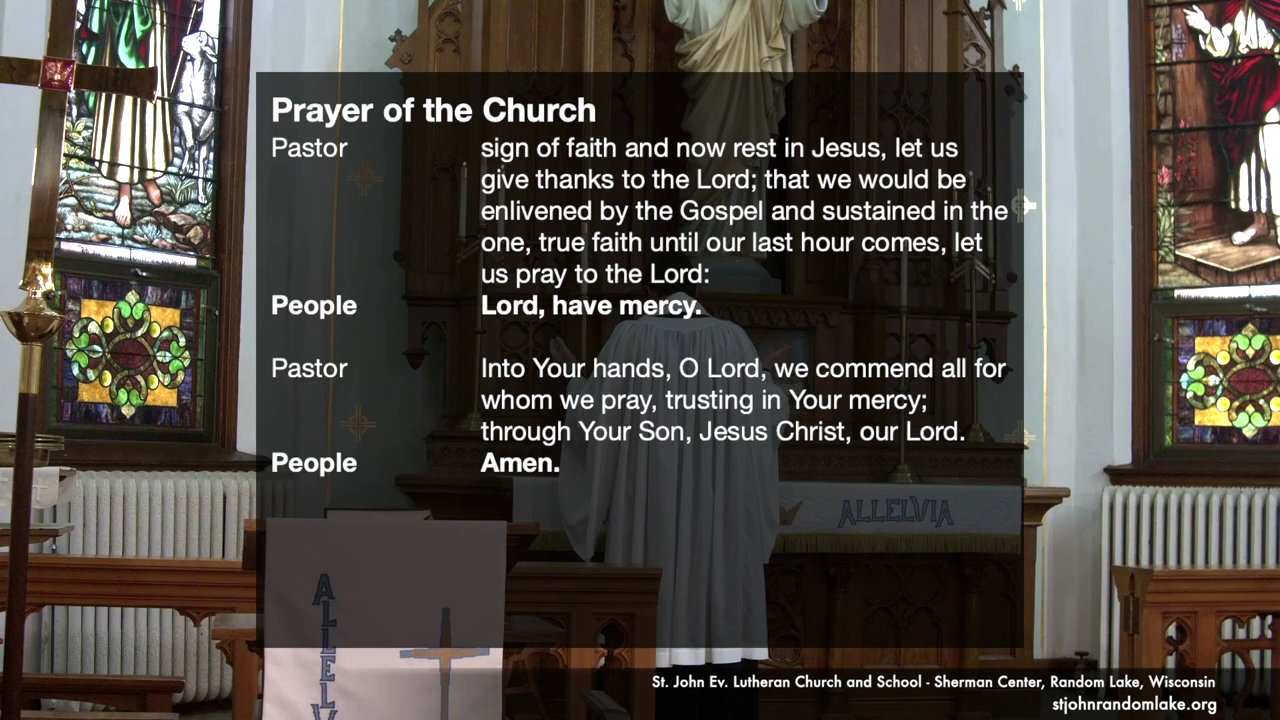 Prayer of the Church
Pastor sign of faith and now rest in Jesus, let us
give thanks to the Lord; that we would be
enlivened by the Gospel and sustained in the
one, true faith until our last hour comes, let
us pray to the Lord:
People Lord, have mercy.
Pastor Into Your hands, O Lord, we commend all for
whom we pray, trusting in Your mercy;
through Your Son, Jesus Christ, our Lord.
People Amen.
ALLELVIA
ALLELV
St. John Ev. Lutheran Church and School - Sherman Center, Random Lake, Wisconsin
stjohnrandomlake.org